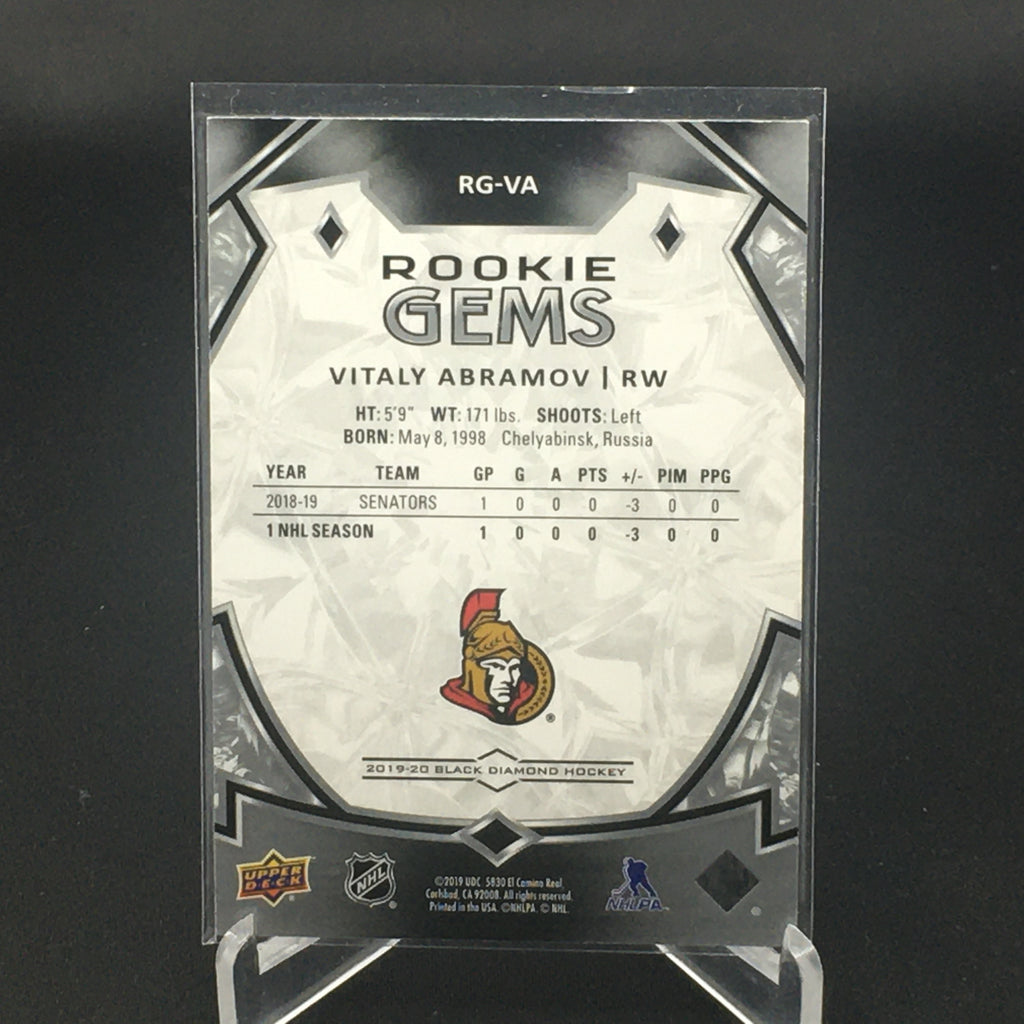 RG-VA
ROOKIE
GEMS
VITALY ABRAMOV | RW
HT: 5'9" WT: 171 lbs. SHOOTS: Left
BORN: May 8, 1998 Chelyabinsk, Russia
YEAR TEAM GP G A PTS +/- PIM PPG
2018-19 SENATORS 1 0 0 0 -3 0 0
1 NHL SEASON 1 0 0 0 -3 0 0
®
2019-20 BLACK DIAMOND HOCKEY
UPPER
DECK
NHL
®
©2019 UDC 5830 El Camino Real
Carlsbad, CA 92008. All rights reserved.
Printed in the USA. ©NHLPA. © NHL.
NHLPA